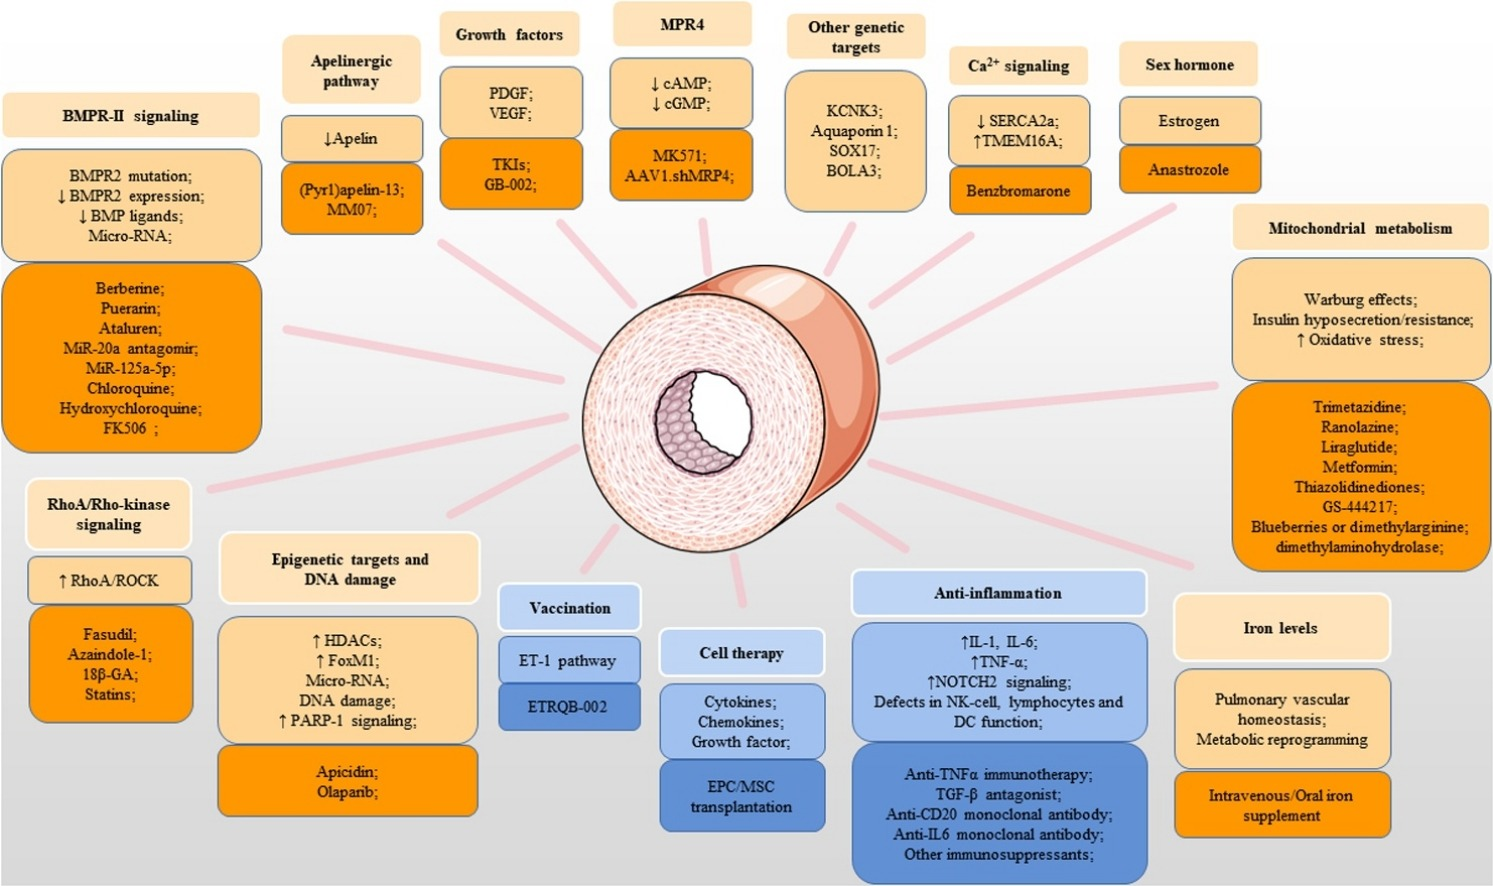 BMPR-II signaling
BMPR2 mutation;
↓ BMPR2 expression;
↓ BMP ligands;
Micro-RNA;
Berberine;
Puerarin;
Ataluren;
MiR-20a antagomir;
MiR-125a-5p;
Chloroquine;
Hydroxychloroquine;
FK506 ;
Apelinergic
pathway
↓Apelin
(Pyr1)apelin-13;
MM07;
Growth factors
PDGF;
VEGF;
TKIs;
GB-002;
MPR4
↓ cAMP;
↓ cGMP;
MK571;
AAV1.shMRP4;
Other genetic
targets
KCNK3;
Aquaporin1;
SOX17;
BOLA3;
Ca²⁺ signaling
↓ SERCA2a;
↑TMEM16A;
Benzbromarone
Sex hormone
Estrogen
Anastrozole
Mitochondrial metabolism
Warburg effects;
Insulin hyposecretion/resistance;
↑ Oxidative stress;
Trimetazidine;
Ranolazine;
Liraglutide;
Metformin;
Thiazolidinediones;
GS-444217;
Blueberries or dimethylarginine;
dimethylaminohydrolase;
RhoA/Rho-kinase
signaling
↑ RhoA/ROCK
Fasudil;
Azaindole-1;
18β-GA;
Statins;
Epigenetic targets and
DNA damage
↑ HDACs;
↑ FoxM1;
Micro-RNA;
DNA damage;
↑ PARP-1 signaling;
Apicidin;
Olaparib;
Vaccination
ET-1 pathway
ETRQB-002
Cell therapy
Cytokines;
Chemokines;
Growth factor;
EPC/MSC
transplantation
Anti-inflammation
↑IL-1, IL-6;
↑TNF-α;
↑NOTCH2 signaling;
Defects in NK-cell, lymphocytes and
DC function;
Anti-TNFα immunotherapy;
TGF-β antagonist;
Anti-CD20 monoclonal antibody;
Anti-IL6 monoclonal antibody;
Other immunosuppressants;
Iron levels
Pulmonary vascular
homeostasis;
Metabolic reprogramming
Intravenous/Oral iron
supplement